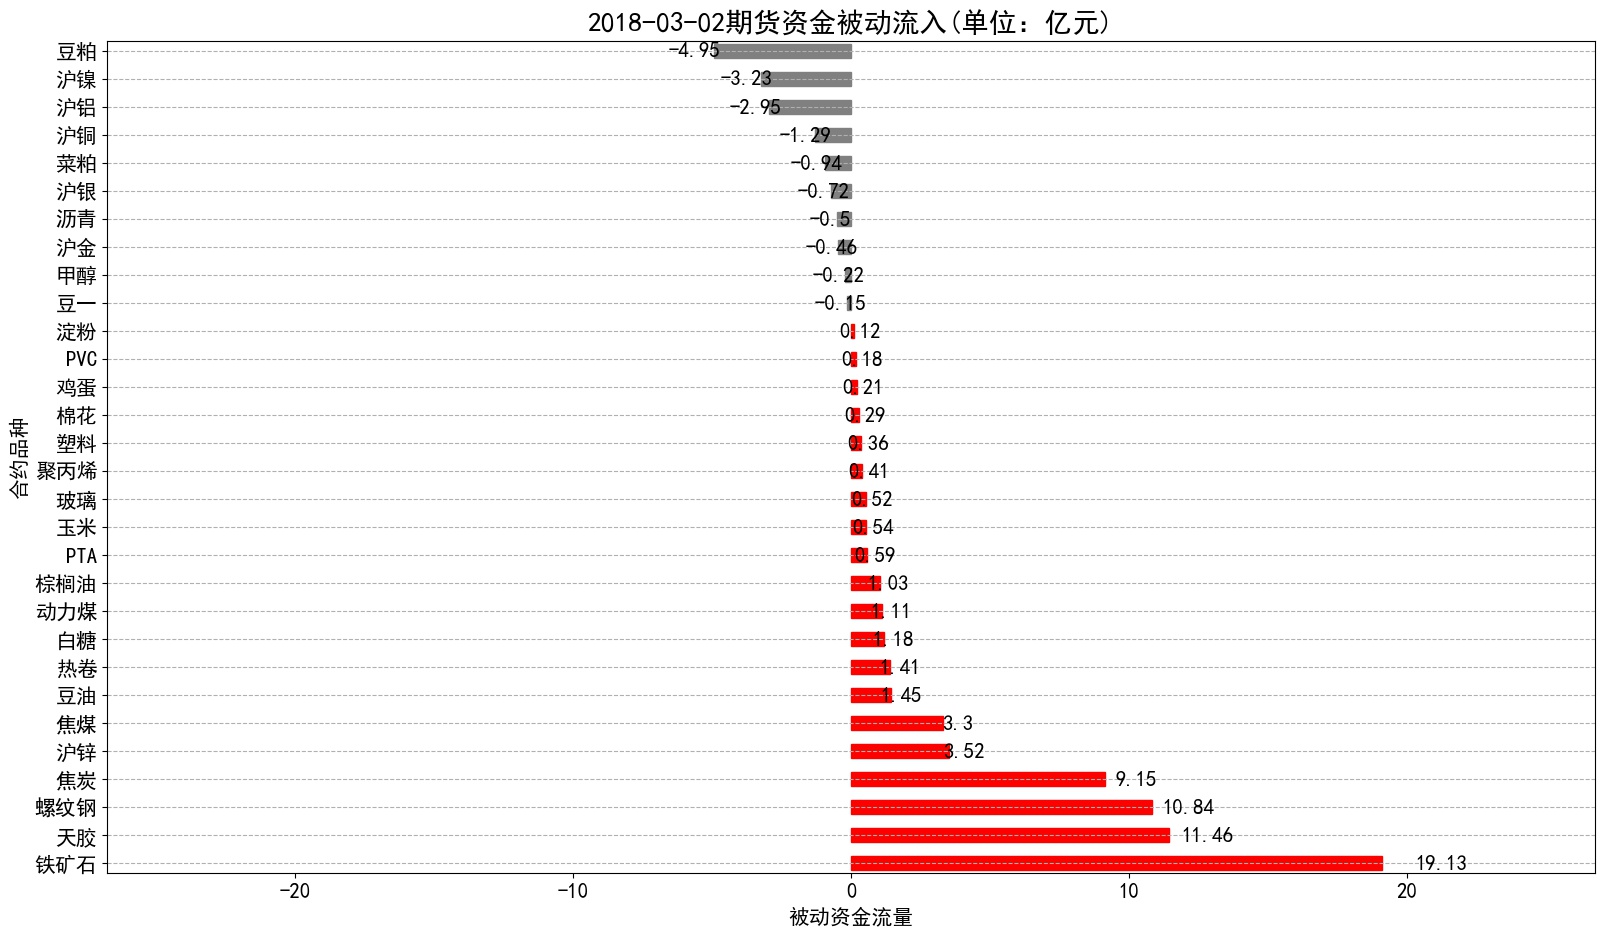 2018-03-02期货资金被动流入(单位：亿元)
合约品种
豆粕 -4.95
沪镍 -3.23
沪铝 -2.95
沪铜 -1.29
菜粕 -0.94
沪银 -0.72
沥青 -0.5
沪金 -0.46
甲醇 -0.22
豆一 -0.15
淀粉 0.12
PVC 0.18
鸡蛋 0.21
棉花 0.29
塑料 0.36
聚丙烯 0.41
玻璃 0.52
玉米 0.54
PTA 0.59
棕榈油 1.03
动力煤 1.11
白糖 1.18
热卷 1.41
豆油 1.45
焦煤 3.3
沪锌 3.52
焦炭 9.15
螺纹钢 10.84
天胶 11.46
铁矿石 19.13
-20 -10 0 10 20
被动资金流量